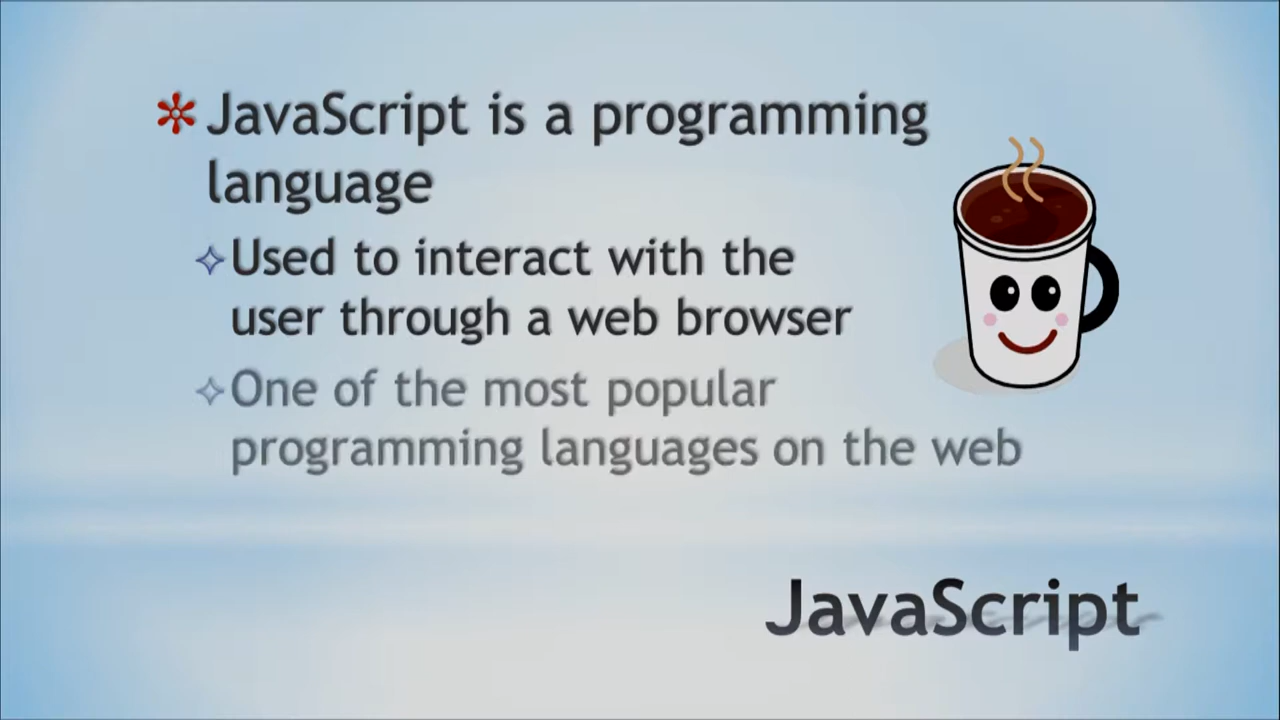 JavaScript is a programming
language
Used to interact with the
user through a web browser
One of the most popular
programming languages on the web
JavaScript